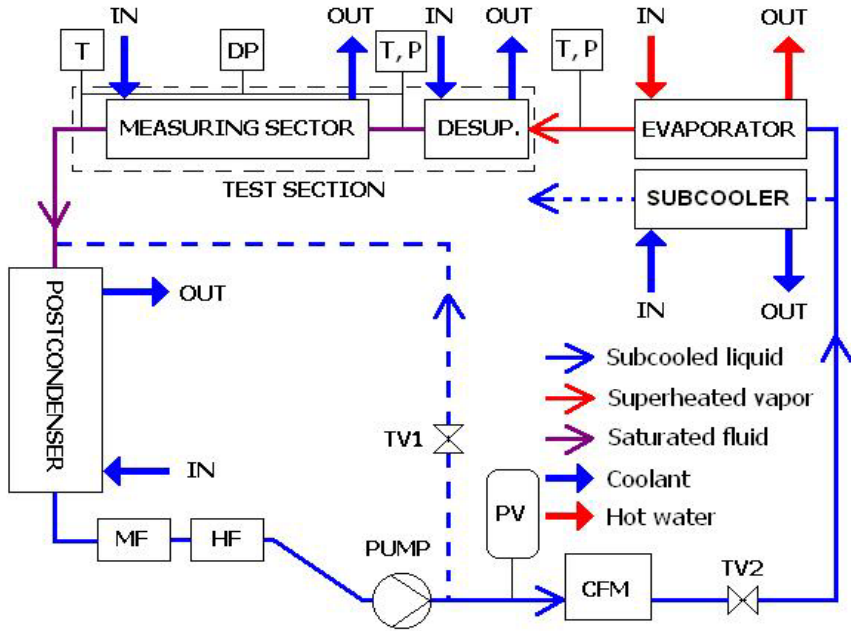 IN
OUT
IN
OUT
IN
OUT
T
DP
T, P
T, P
MEASURING SECTOR
DESUP.
EVAPORATOR
TEST SECTION
SUBCOOLER
IN
OUT
POSTCONDENSER
OUT
IN
Subcooled liquid
Superheated vapor
Saturated fluid
Coolant
Hot water
TV1
PV
MF
HF
PUMP
CFM
TV2